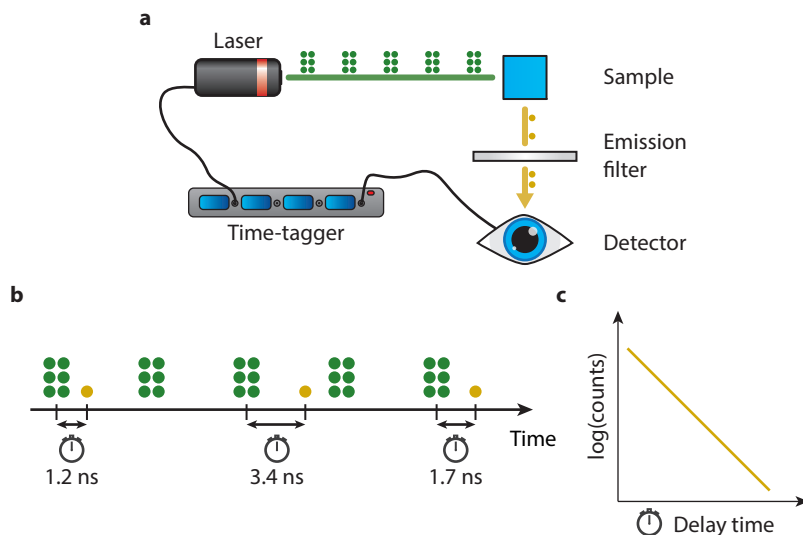 a
Laser
Sample
Emission
filter
Time-tagger
Detector
b
Time
1.2 ns
3.4 ns
1.7 ns
c
log(counts)
Delay time